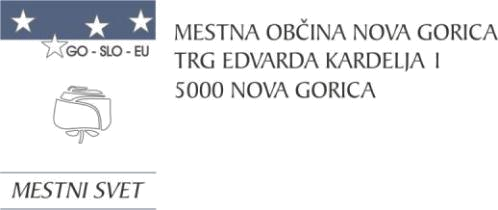 GO - SLO - EU
MESTNI SVET
MESTNA OBČINA NOVA GORICA
TRG EDVARDA KARDELJA 1
5000 NOVA GORICA